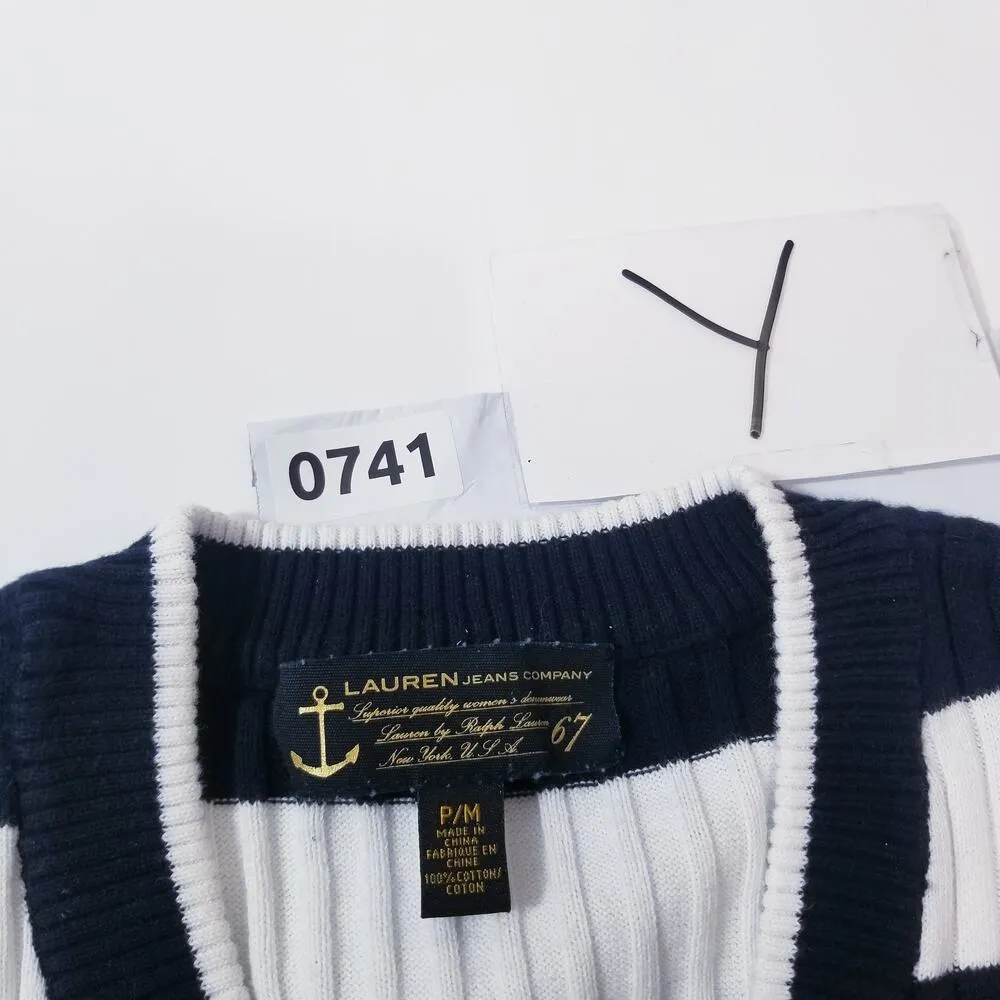 Y
0741
LAUREN JEANS COMPANY
Superior quality women's denimwear
Lauren by Ralph Lauren
67
New York, U.S.A.
P/M
MADE IN
CHINA
FABRIQUE EN
CHINE
100% COTTON/
COTON